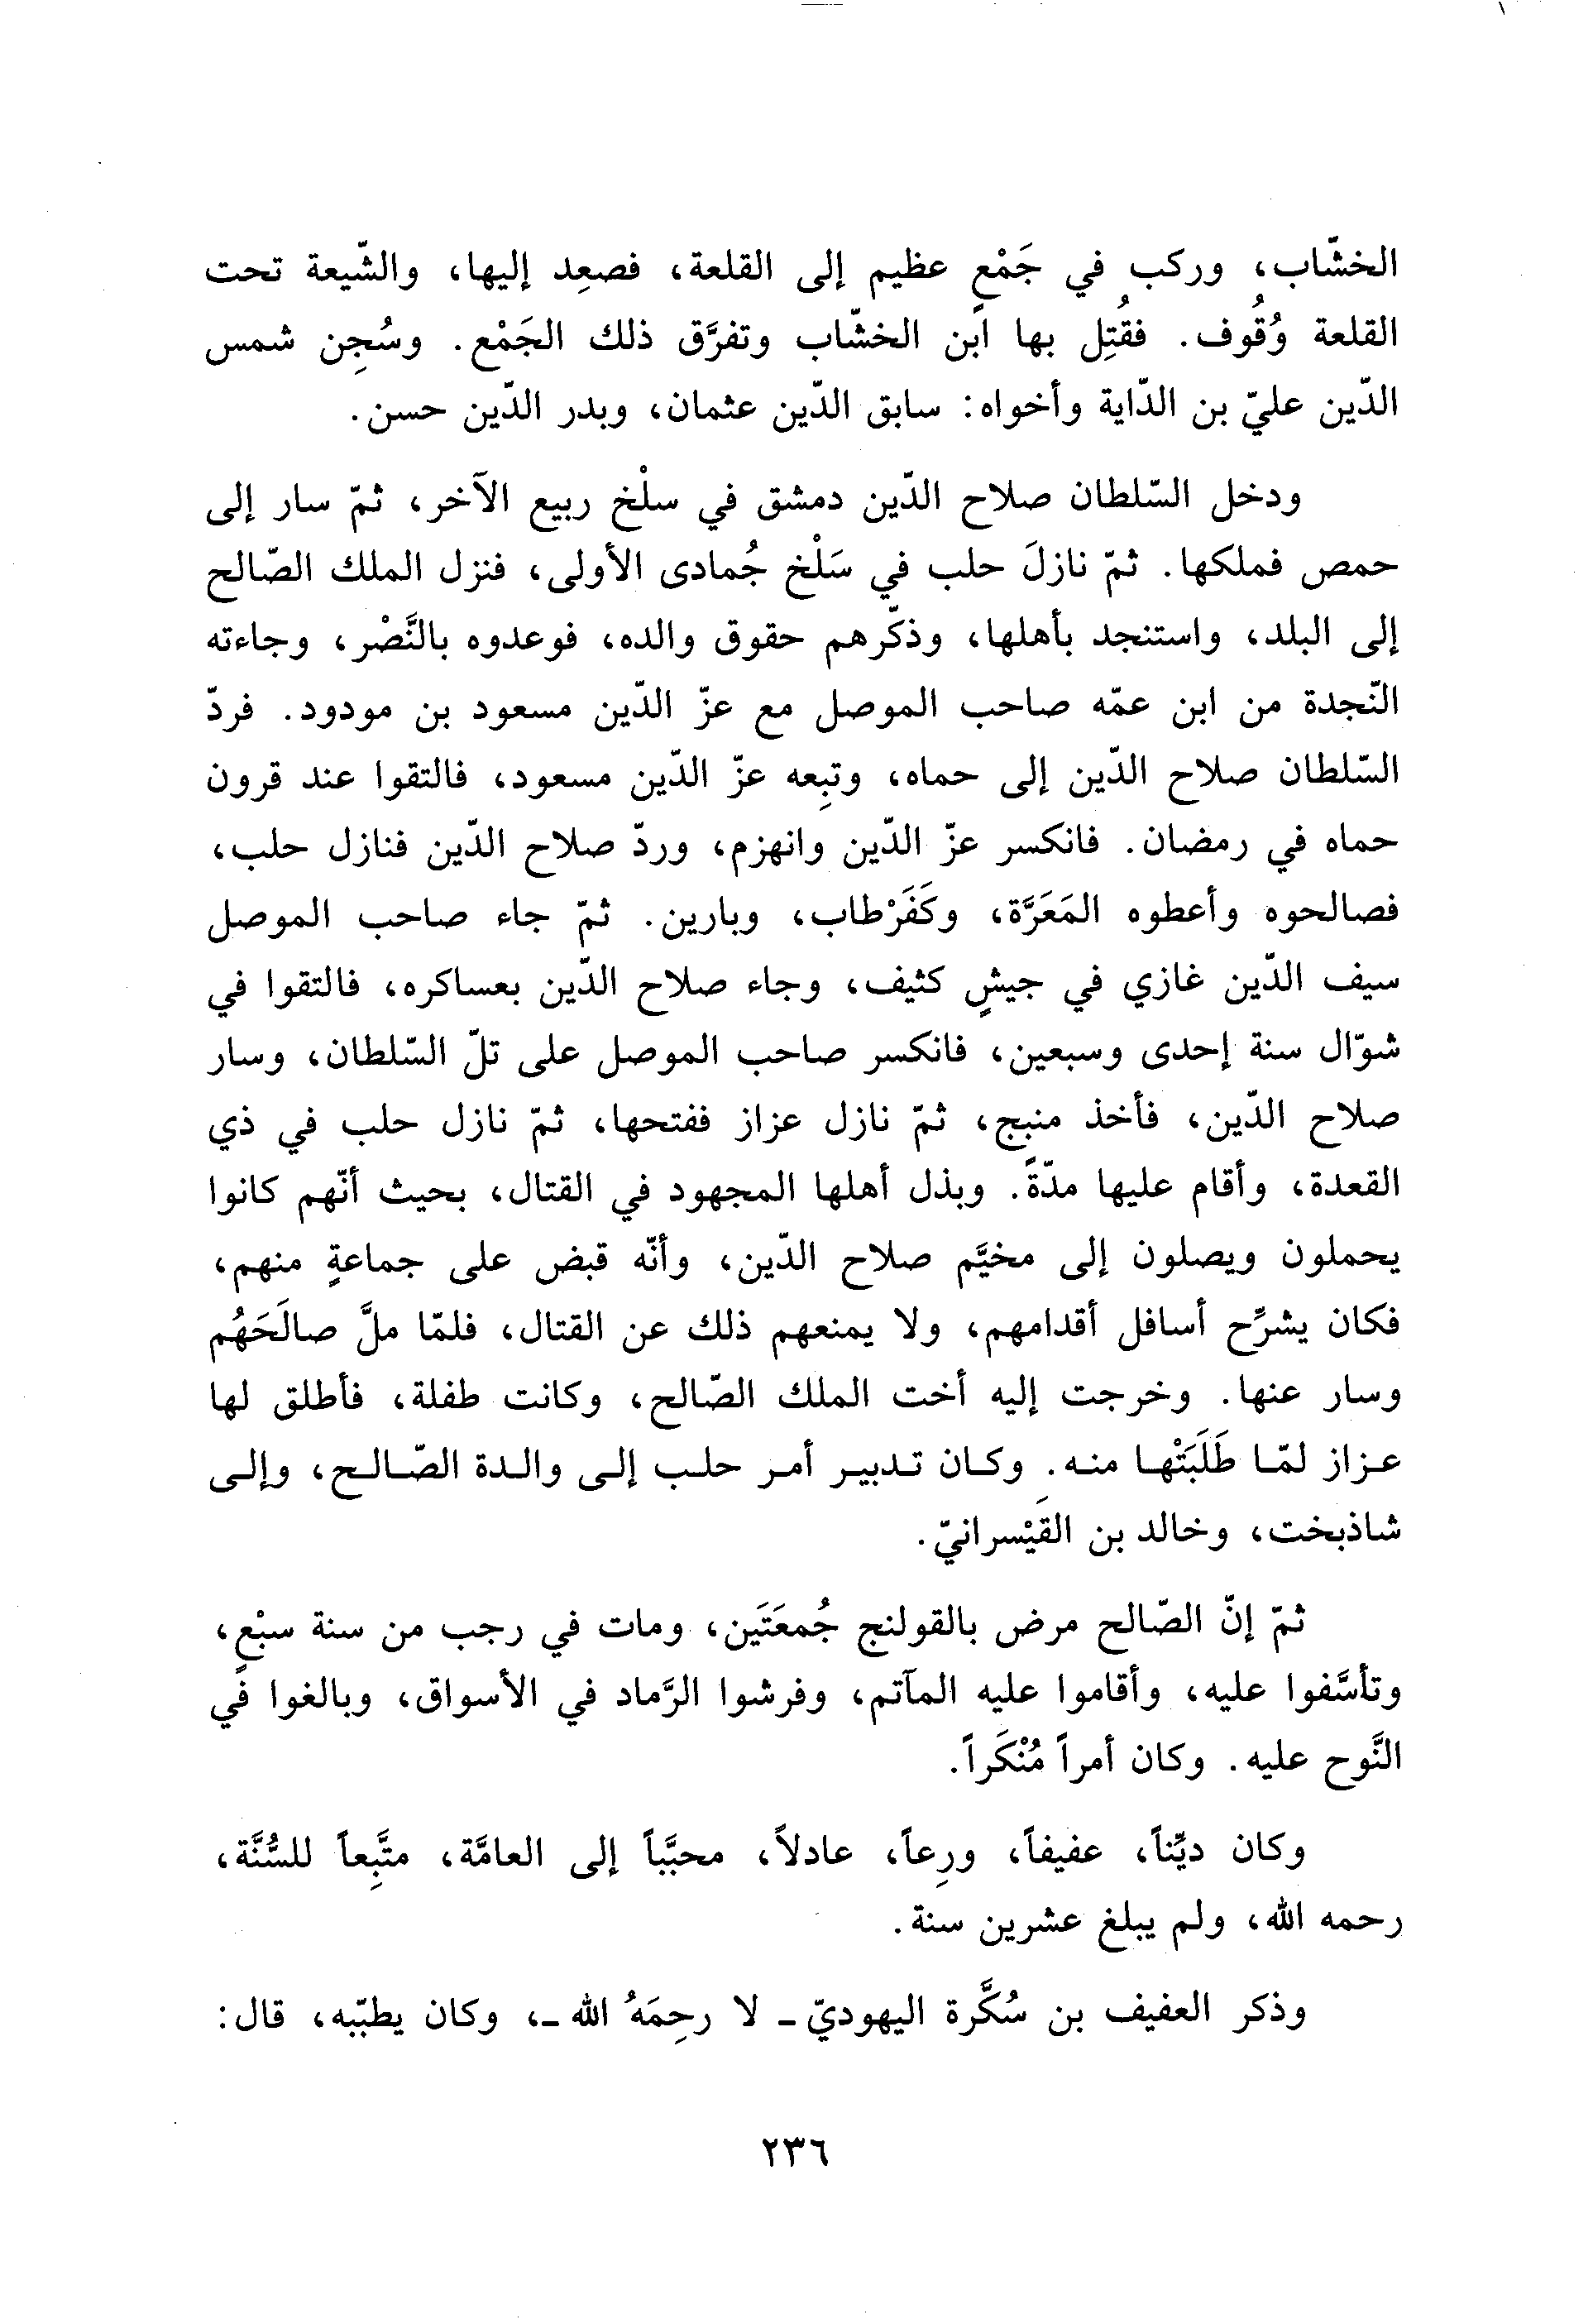 الخشّاب، وركب في جَمْعٍ عظيم إلى القلعة، فصعِد إليها، والشّيعة تحت
القلعة وُقُوف. فقُتِل بها ابن الخشّاب وتفرَّق ذلك الجَمْع. وسُجِن شمس
الدّين عليّ بن الدّاية وأخواه: سابق الدّين عثمان، وبدر الدّين حسن.
ودخل السّلطان صلاح الدّين دمشق في سلْخ ربيع الآخر، ثمّ سار إلى
حمص فملكها. ثمّ نازلَ حلب في سَلْخ جُمادى الأولى، فنزل الملك الصّالح
إلى البلد، واستنجد بأهلها، وذكّرهم حقوق والده، فوعدوه بالنَّصْر، وجاءته
النّجدة من ابن عمّه صاحب الموصل مع عزّ الدّين مسعود بن مودود. فردّ
السّلطان صلاح الدّين إلى حماه، وتبِعه عزّ الدّين مسعود، فالتقوا عند قرون
حماه في رمضان. فانكسر عزّ الدّين وانهزم، وردّ صلاح الدّين فنازل حلب،
فصالحوه وأعطوه المَعَرَّة، وكَفَرْطاب، وبارين. ثمّ جاء صاحب الموصل
سيف الدّين غازي في جيشٍ كثيف، وجاء صلاح الدّين بعساكره، فالتقوا في
شوّال سنة إحدى وسبعين، فانكسر صاحب الموصل على تلّ السّلطان، وسار
صلاح الدّين، فأخذ منبج، ثمّ نازل عزاز ففتحها، ثمّ نازل حلب في ذي
القعدة، وأقام عليها مدّةً. وبذل أهلها المجهود في القتال، بحيث أنّهم كانوا
يحملون ويصلون إلى مخيَّم صلاح الدّين، وأنّه قبض على جماعةٍ منهم،
فكان يشرِّح أسافل أقدامهم، ولا يمنعهم ذلك عن القتال، فلمّا ملَّ صالَحَهُم
وسار عنها. وخرجت إليه أخت الملك الصّالح، وكانت طفلة، فأطلق لها
عزاز لمّا طَلَبَتْها منه. وكان تدبير أمر حلب إلى والدة الصّالح، وإلى
شاذبخت، وخالد بن القَيْسرانيّ.
ثمّ إنّ الصّالح مرض بالقولنج جُمعَتَين، ومات في رجب من سنة سبْعٍ،
وتأسَّفوا عليه، وأقاموا عليه المآتم، وفرشوا الرَّماد في الأسواق، وبالغوا في
النَّوح عليه. وكان أمراً مُنْكَراً.
وكان ديِّناً، عفيفاً، ورِعاً، عادلاً، محبَّباً إلى العامَّة، متَّبِعاً للسُّنَّة،
رحمه الله، ولم يبلغ عشرين سنة.
وذكر العفيف بن سُكَّرة اليهوديّ ـ لا رحِمَهُ الله ـ، وكان يطبّبه، قال:
٢٣٦